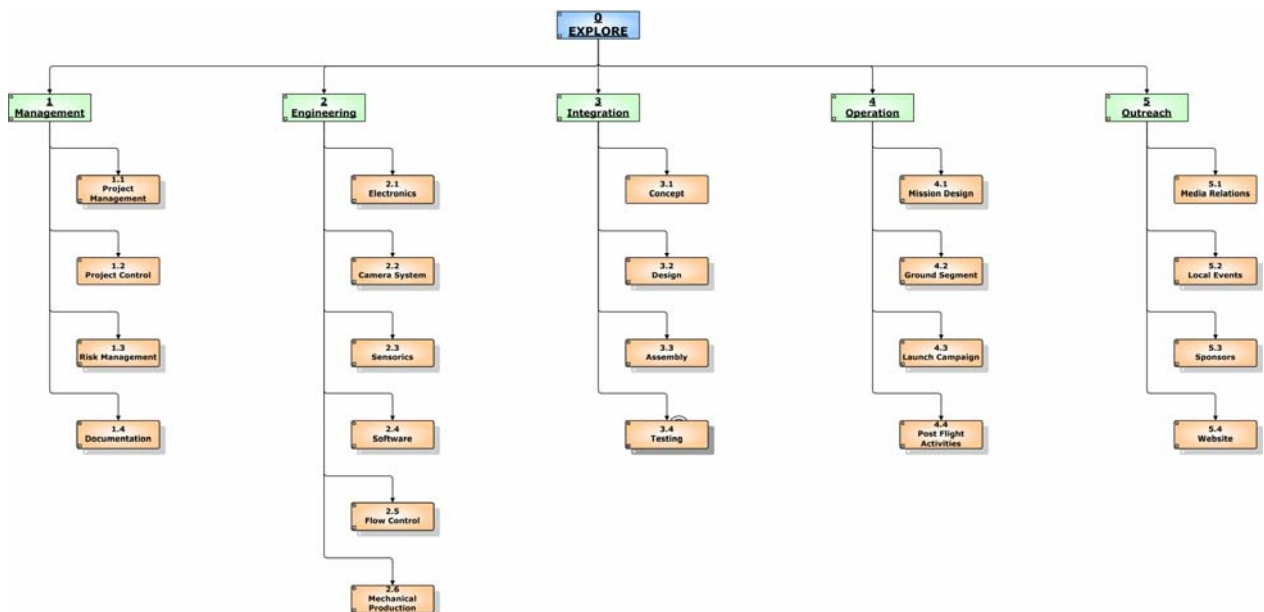 0
EXPLORE
1
Management
2
Engineering
3
Integration
4
Operation
5
Outreach
1.1
Project
Management
2.1
Electronics
3.1
Concept
4.1
Mission Design
5.1
Media Relations
1.2
Project Control
2.2
Camera System
3.2
Design
4.2
Ground Segment
5.2
Local Events
1.3
Risk Management
2.3
Sensorics
3.3
Assembly
4.3
Launch Campaign
5.3
Sponsors
1.4
Documentation
2.4
Software
3.4
Testing
4.4
Post Flight
Activities
5.4
Website
2.5
Flow Control
2.6
Mechanical
Production